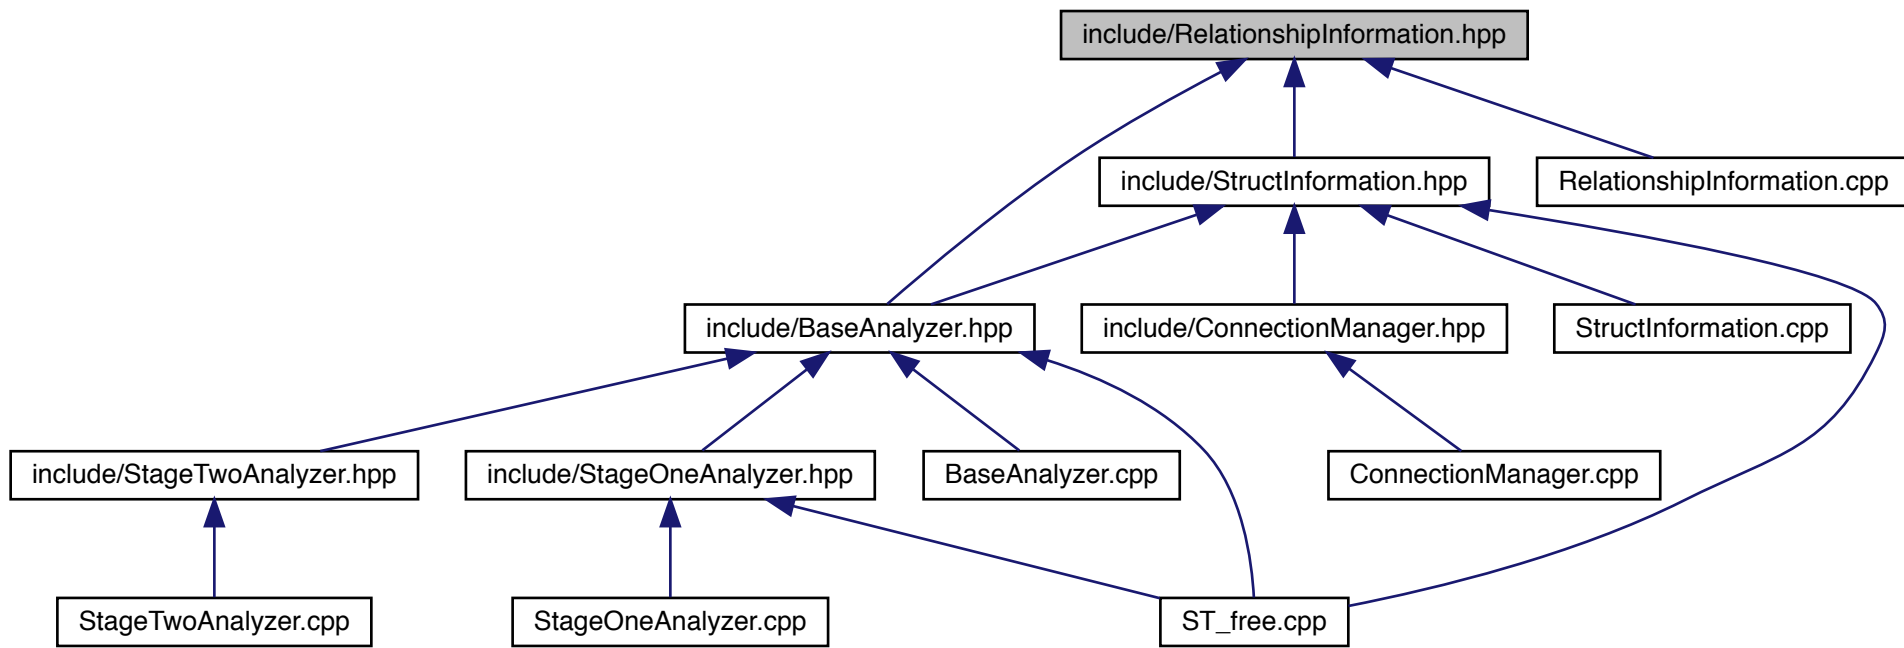 include/RelationshipInformation.hpp
include/StructInformation.hpp
RelationshipInformation.cpp
include/BaseAnalyzer.hpp
include/ConnectionManager.hpp
StructInformation.cpp
include/StageTwoAnalyzer.hpp
include/StageOneAnalyzer.hpp
BaseAnalyzer.cpp
ConnectionManager.cpp
StageTwoAnalyzer.cpp
StageOneAnalyzer.cpp
ST_free.cpp